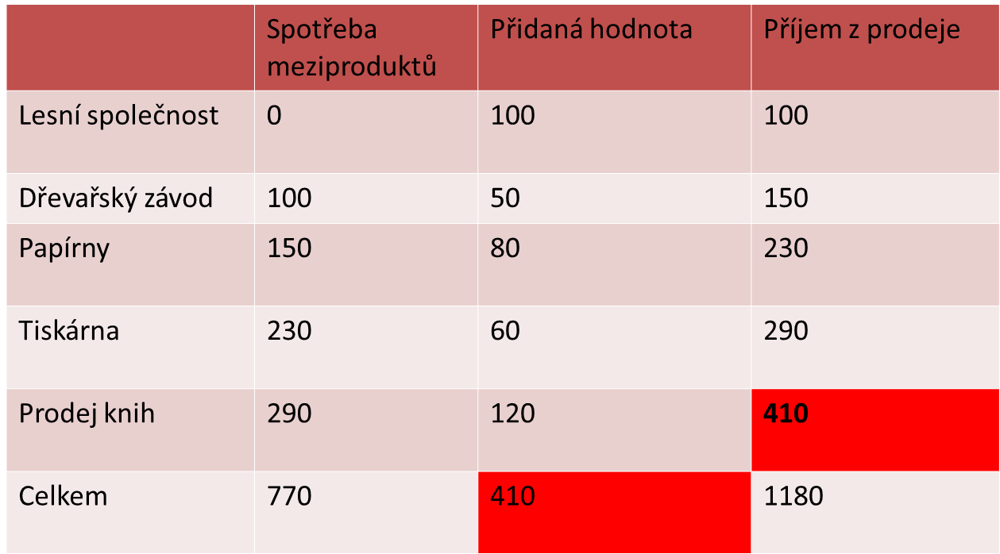 Spotřeba meziproduktů Přidaná hodnota Příjem z prodeje
Lesní společnost 0 100 100
Dřevařský závod 100 50 150
Papírny 150 80 230
Tiskárna 230 60 290
Prodej knih 290 120 410
Celkem 770 410 1180